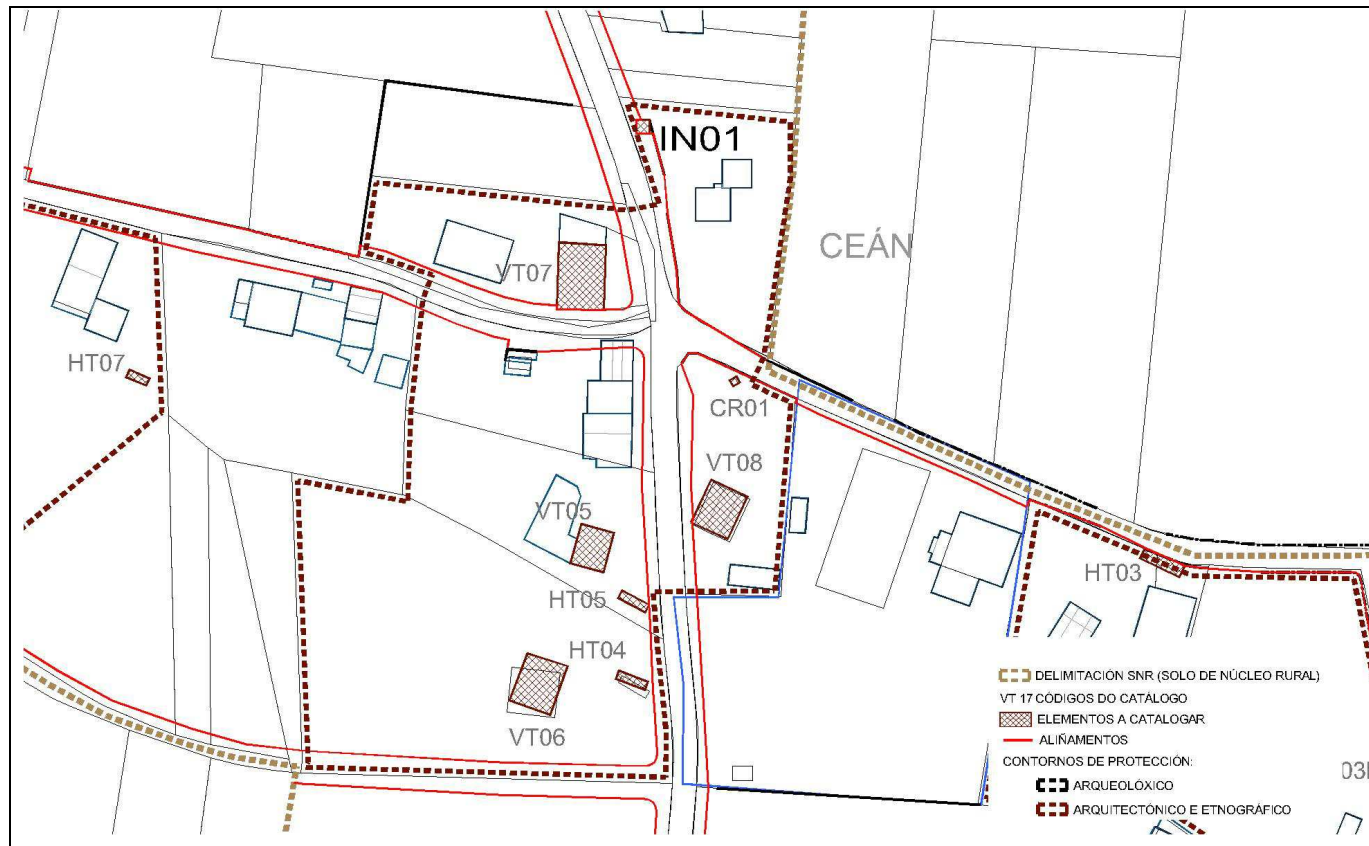 IN01
CEÁN
VT07
HT07
CR01
VT08
VT05
HT03
HT05
HT04
VT06
DELIMITACIÓN SNR (SOLO DE NÚCLEO RURAL)
VT 17 CÓDIGOS DO CATÁLOGO
ELEMENTOS A CATALOGAR
ALIÑAMENTOS
CONTORNOS DE PROTECCIÓN:
ARQUEOLÓXICO
ARQUITECTÓNICO E ETNOGRÁFICO